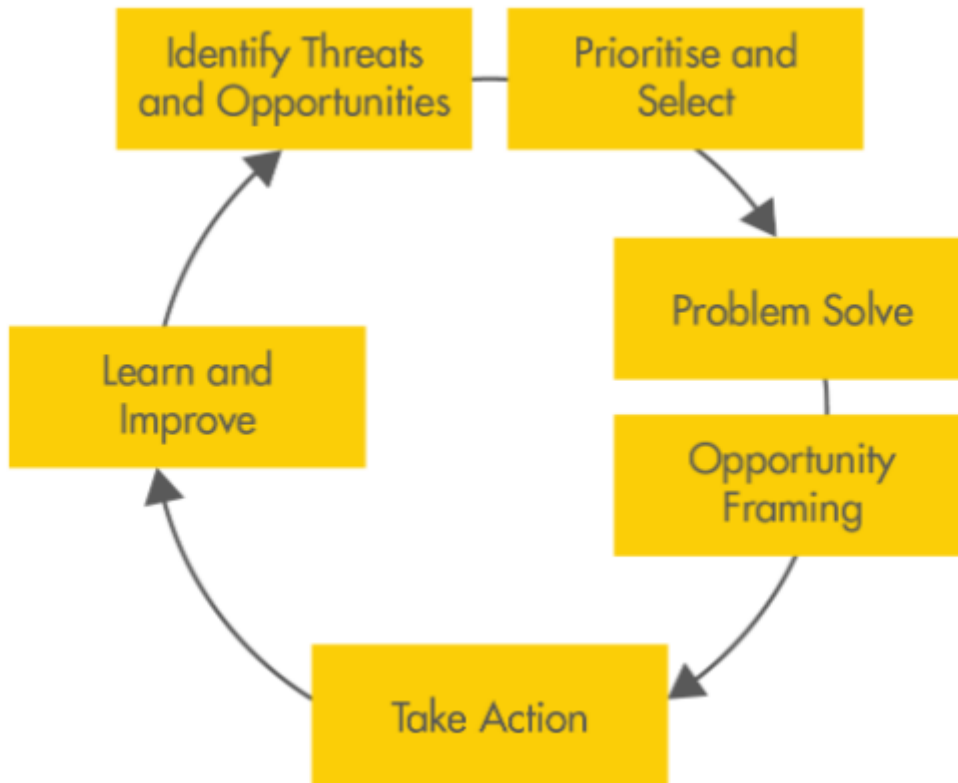 Identify Threats
and Opportunities
Prioritise and
Select
Problem Solve
Opportunity
Framing
Take Action
Learn and
Improve